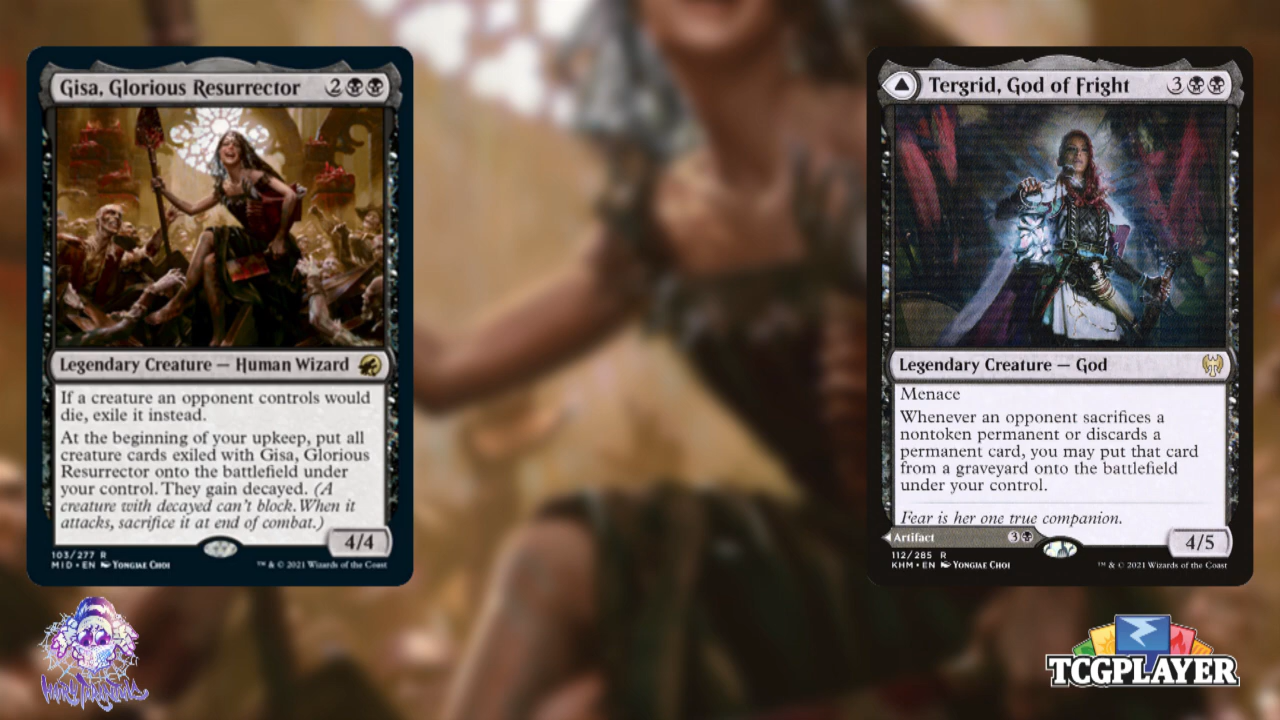 Gisa, Glorious Resurrector 2
Legendary Creature — Human Wizard
If a creature an opponent controls would
die, exile it instead.
At the beginning of your upkeep, put all
creature cards exiled with Gisa, Glorious
Resurrector onto the battlefield under
your control. They gain decayed. (A
creature with decayed can't block. When it
attacks, sacrifice it at end of combat.)
4/4
103/277 R
MID • EN Yongjae Choi
™ & © 2021 Wizards of the Coast
Tergrid, God of Fright 3
Legendary Creature — God
Menace
Whenever an opponent sacrifices a
nontoken permanent or discards a
permanent card, you may put that card
from a graveyard onto the battlefield
under your control.
Fear is her one true companion.
Artifact 3
4/5
112/285 R
KHM • EN Yongjae Choi
™ & © 2021 Wizards of the Coast
TCGPLAYER